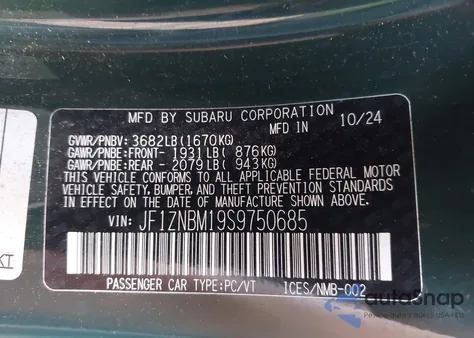 MFD BY SUBARU CORPORATION 10/24
GVWR/PNBV: 3682LB(1670KG)
GAWR/PNBE:FRONT- 1931LB( 876KG)
GAWR/PNBE:REAR - 2079LB( 943KG)
THIS VEHICLE CONFORMS TO ALL APPLICABLE FEDERAL MOTOR
VEHICLE SAFETY, BUMPER, AND THEFT PREVENTION STANDARDS
IN EFFECT ON THE DATE OF MANUFACTURE SHOWN ABOVE.
VIN: JF1ZNBM19S9750685
KT
PASSENGER CAR TYPE:PC/VT ICES/NMB-002
autoSnap